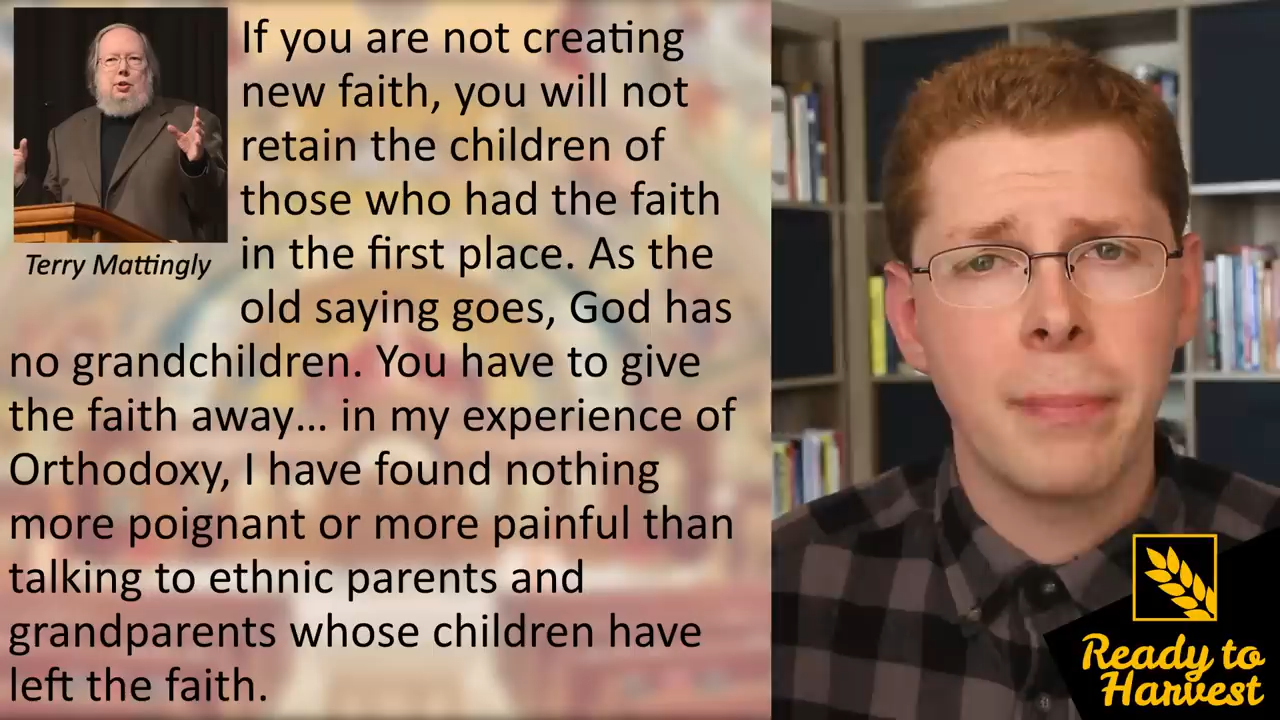 If you are not creating
new faith, you will not
retain the children of
those who had the faith
in the first place. As the
old saying goes, God has
no grandchildren. You have to give
the faith away... in my experience of
Orthodoxy, I have found nothing
more poignant or more painful than
talking to ethnic parents and
grandparents whose children have
left the faith.
Terry Mattingly
Ready to
Harvest